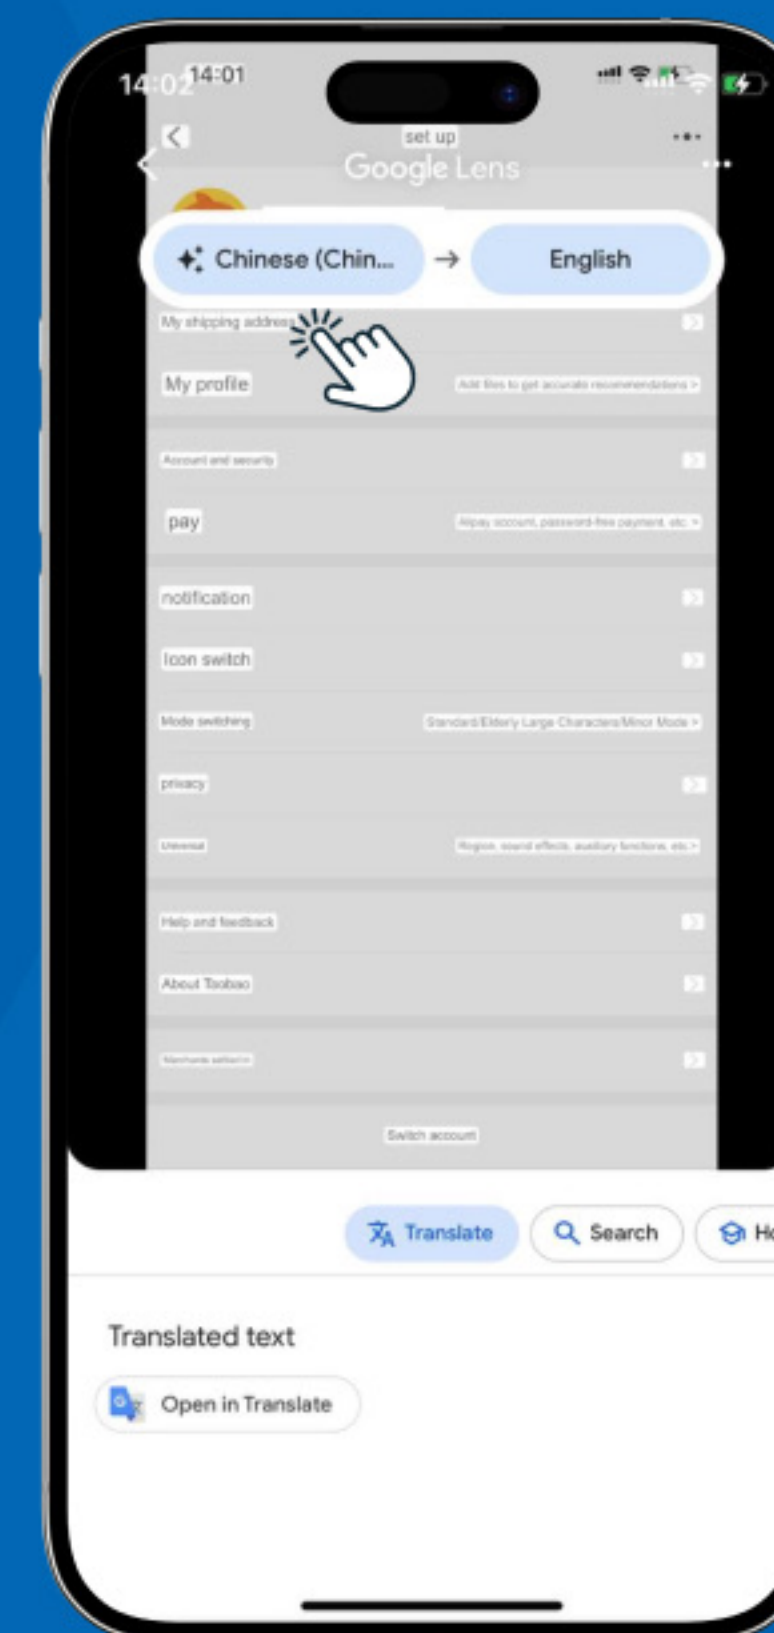 14:02
14:01
set up
Google Lens
Chinese (Chin... → English
My shipping address
My profile
Add files to get accurate recommendations >
Account and security
pay
Alipay account, password-free payment, etc. >
notification
Icon switch
Mode switching
Standard/Elderly Large Characters/Minor Mode >
privacy
Universal
Region, sound effects, auxiliary functions, etc. >
Help and feedback
About Taobao
Switch account
Translate
Search
Ho
Translated text
Open in Translate